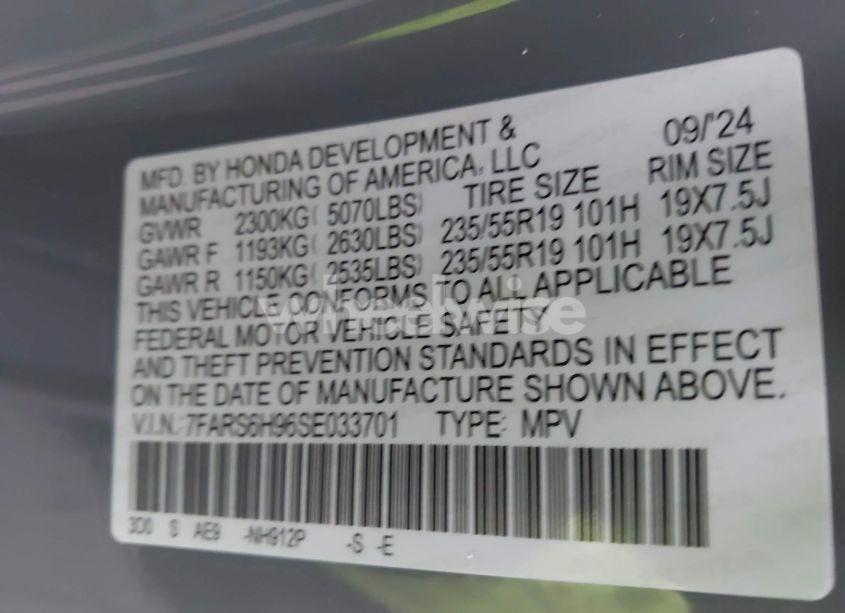 MFD. BY HONDA DEVELOPMENT & 09/'24
MANUFACTURING OF AMERICA, LLC
TIRE SIZE RIM SIZE
GVWR 2300KG( 5070LBS)
GAWR F 1193KG( 2630LBS) 235/55R19 101H 19X7.5J
GAWR R 1150KG( 2535LBS) 235/55R19 101H 19X7.5J
THIS VEHICLE CONFORMS TO ALL APPLICABLE
FEDERAL MOTOR VEHICLE SAFETY
AND THEFT PREVENTION STANDARDS IN EFFECT
ON THE DATE OF MANUFACTURE SHOWN ABOVE.
V.I.N.:7FARS6H96SE033701 TYPE: MPV
3D0 S AE9 -NH912P -S -E